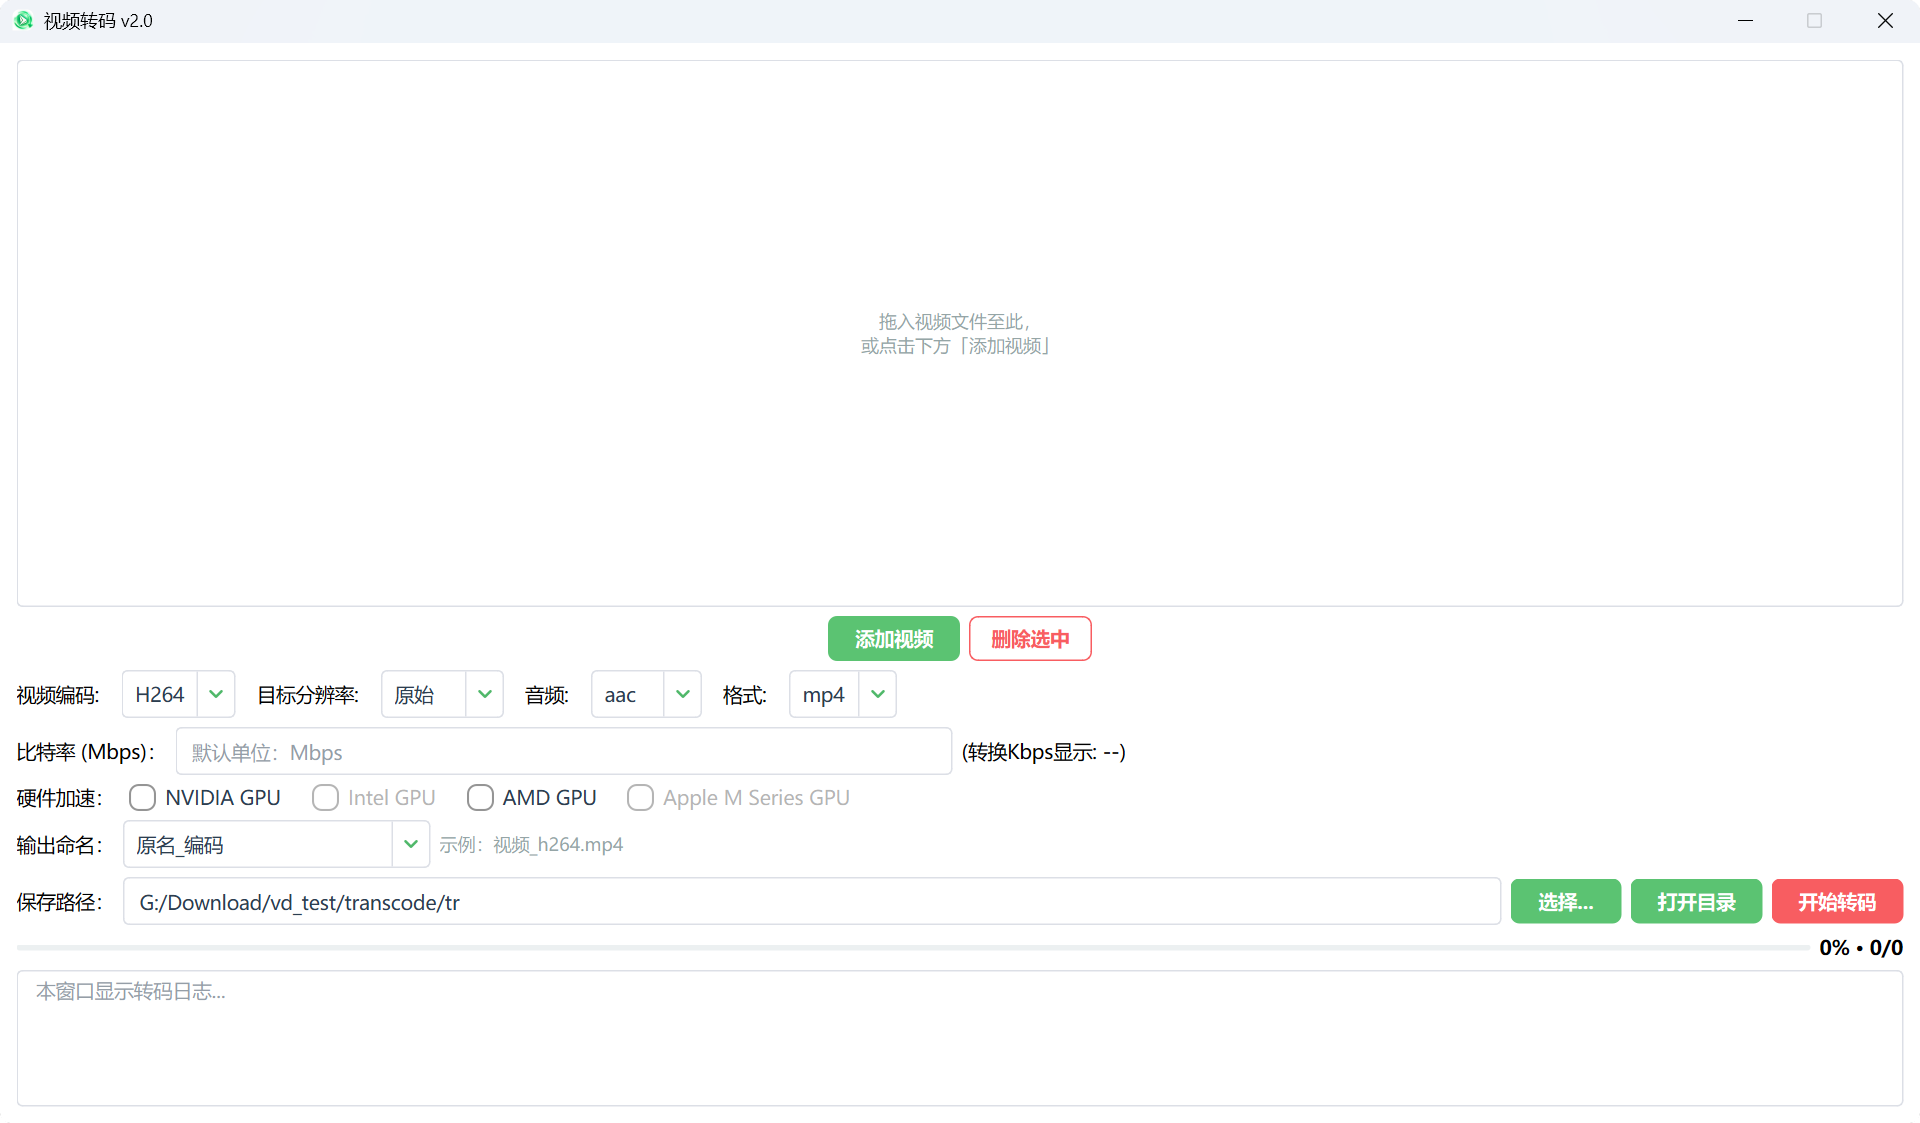 视频转码 v2.0
拖入视频文件至此，
或点击下方「添加视频」
添加视频 删除选中
视频编码: H264 目标分辨率: 原始 音频: aac 格式: mp4
比特率 (Mbps)： 默认单位：Mbps (转换Kbps显示: --)
硬件加速： NVIDIA GPU Intel GPU AMD GPU Apple M Series GPU
输出命名： 原名_编码 示例：视频_h264.mp4
保存路径： G:/Download/vd_test/transcode/tr 选择... 打开目录 开始转码
0% • 0/0
本窗口显示转码日志...